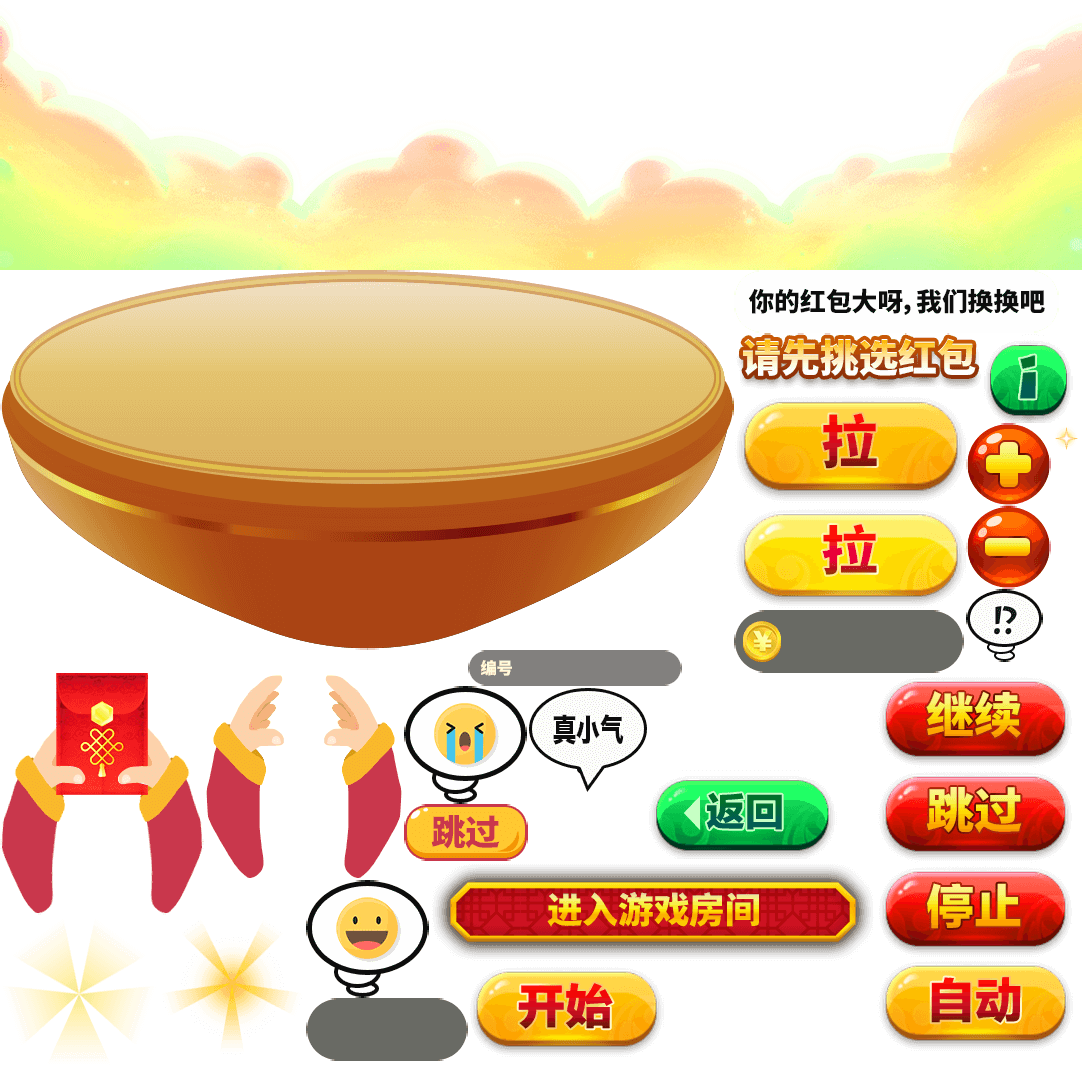 你的红包大呀,我们换换吧
请先挑选红包
i
拉
拉
¥
!?
编号
真小气
继续
跳过
返回
跳过
进入游戏房间
停止
开始
自动